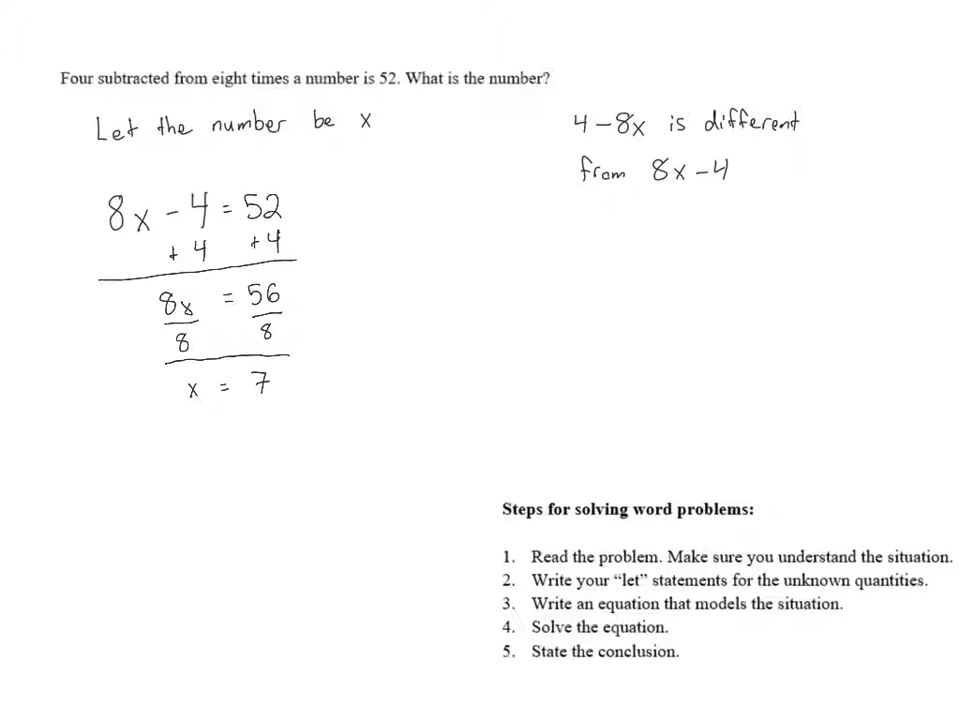 Four subtracted from eight times a number is 52. What is the number?
Let the number be x
8x - 4 = 52
+ 4 +4
8x = 56
8 8
x = 7
4 - 8x is different
from 8x - 4
Steps for solving word problems:
1. Read the problem. Make sure you understand the situation.
2. Write your “let” statements for the unknown quantities.
3. Write an equation that models the situation.
4. Solve the equation.
5. State the conclusion.